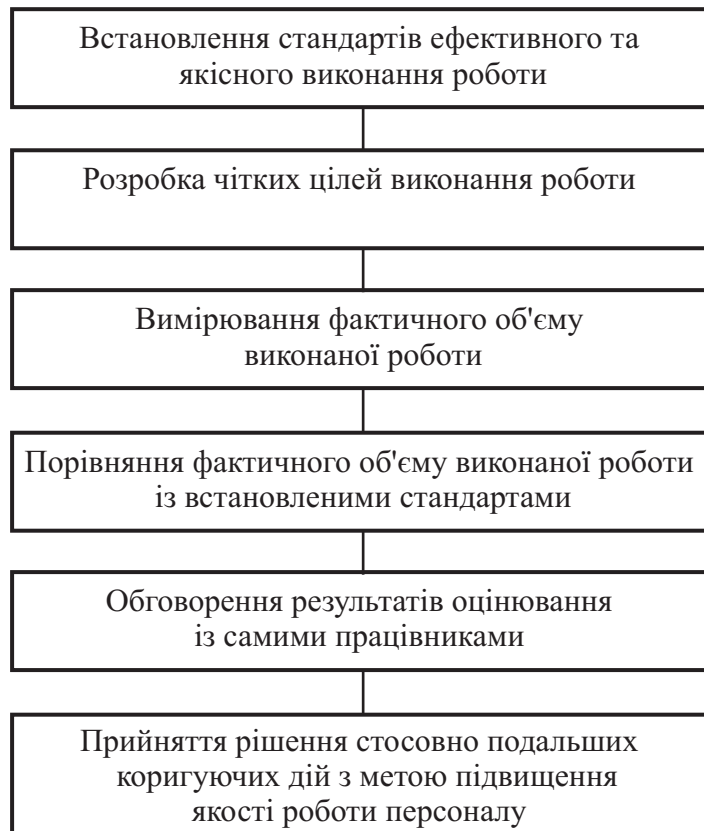 Встановлення стандартів ефективного та
якісного виконання роботи
Розробка чітких цілей виконання роботи
Вимірювання фактичного об'єму
виконаної роботи
Порівняння фактичного об'єму виконаної роботи
із встановленими стандартами
Обговорення результатів оцінювання
із самими працівниками
Прийняття рішення стосовно подальших
коригуючих дій з метою підвищення
якості роботи персоналу